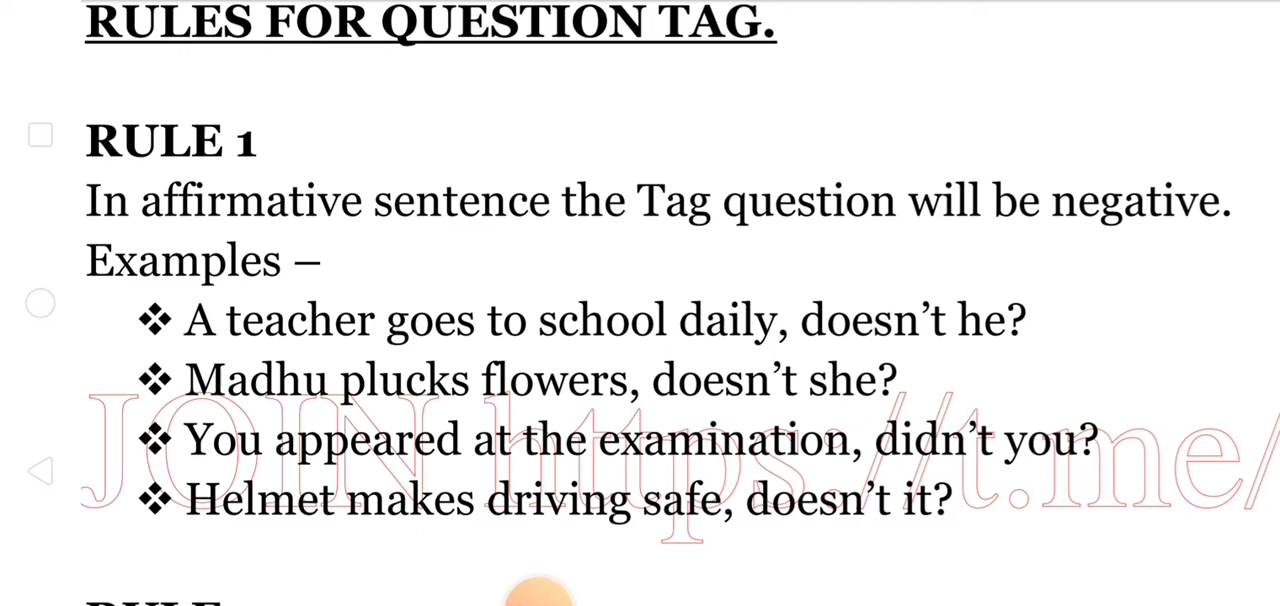 RULES FOR QUESTION TAG.
RULE 1
In affirmative sentence the Tag question will be negative.
Examples –
❖ A teacher goes to school daily, doesn’t he?
❖ Madhu plucks flowers, doesn’t she?
❖ You appeared at the examination, didn’t you?
❖ Helmet makes driving safe, doesn’t it?
JOIN https://t.me/
RULE